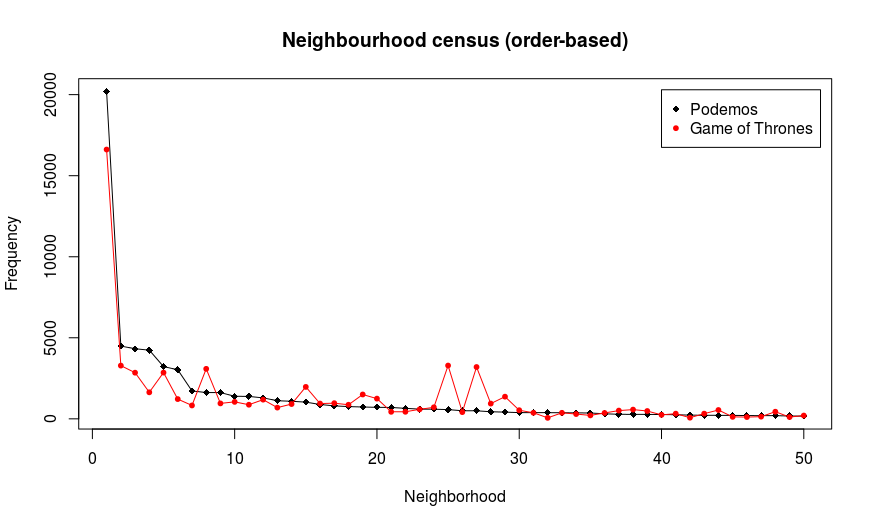 Neighbourhood census (order-based)
Podemos
Game of Thrones
Frequency
20000
15000
10000
5000
0
0 10 20 30 40 50
Neighborhood